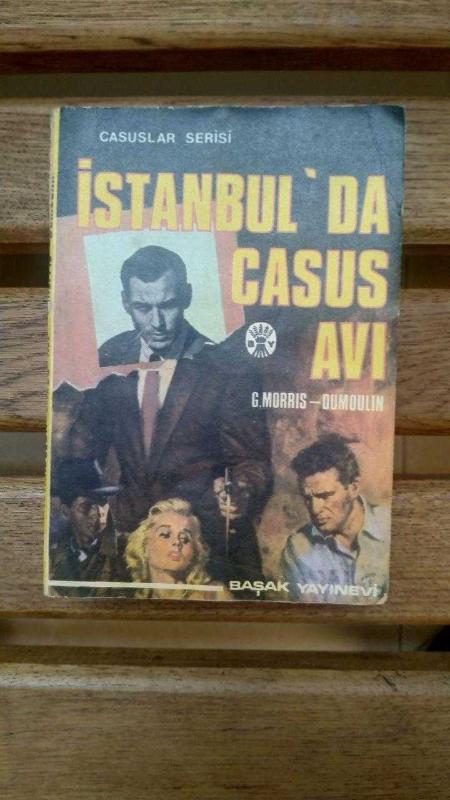 CASUSLAR SERİSİ
İSTANBUL'DA
CASUS
AVI
B Y
G.MORRIS–DUMOULIN
BAŞAK YAYINEVİ